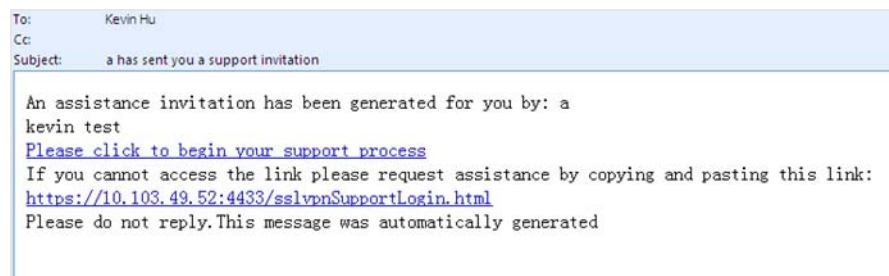 To: Kevin Hu
Cc:
Subject: a has sent you a support invitation
An assistance invitation has been generated for you by: a
kevin test
Please click to begin your support process
If you cannot access the link please request assistance by copying and pasting this link:
https://10.103.49.52:4433/sslvpnSupportLogin.html
Please do not reply.This message was automatically generated